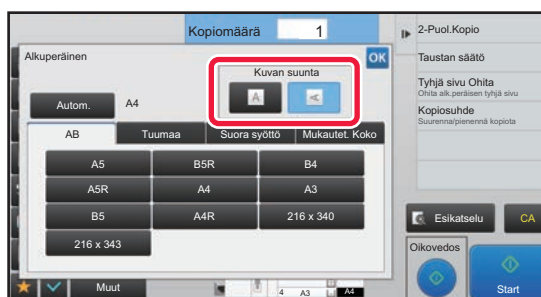 Kopiomäärä 1
2-Puol.Kopio
Alkuperäinen
OK
Taustan säätö
Kuvan suunta
A A
Tyhjä sivu Ohita
Ohita alk.peräisen tyhjä sivu
Autom. A4
Kopiosuhde
Suurenna/pienennä kopiota
AB Tuumaa Suora syöttö Mukautet. Koko
A5 B5R B4
A5R A4 A3
B5 A4R 216 x 340
216 x 343
Esikatselu CA
Oikovedos
Muut
4 A3 A4
Start